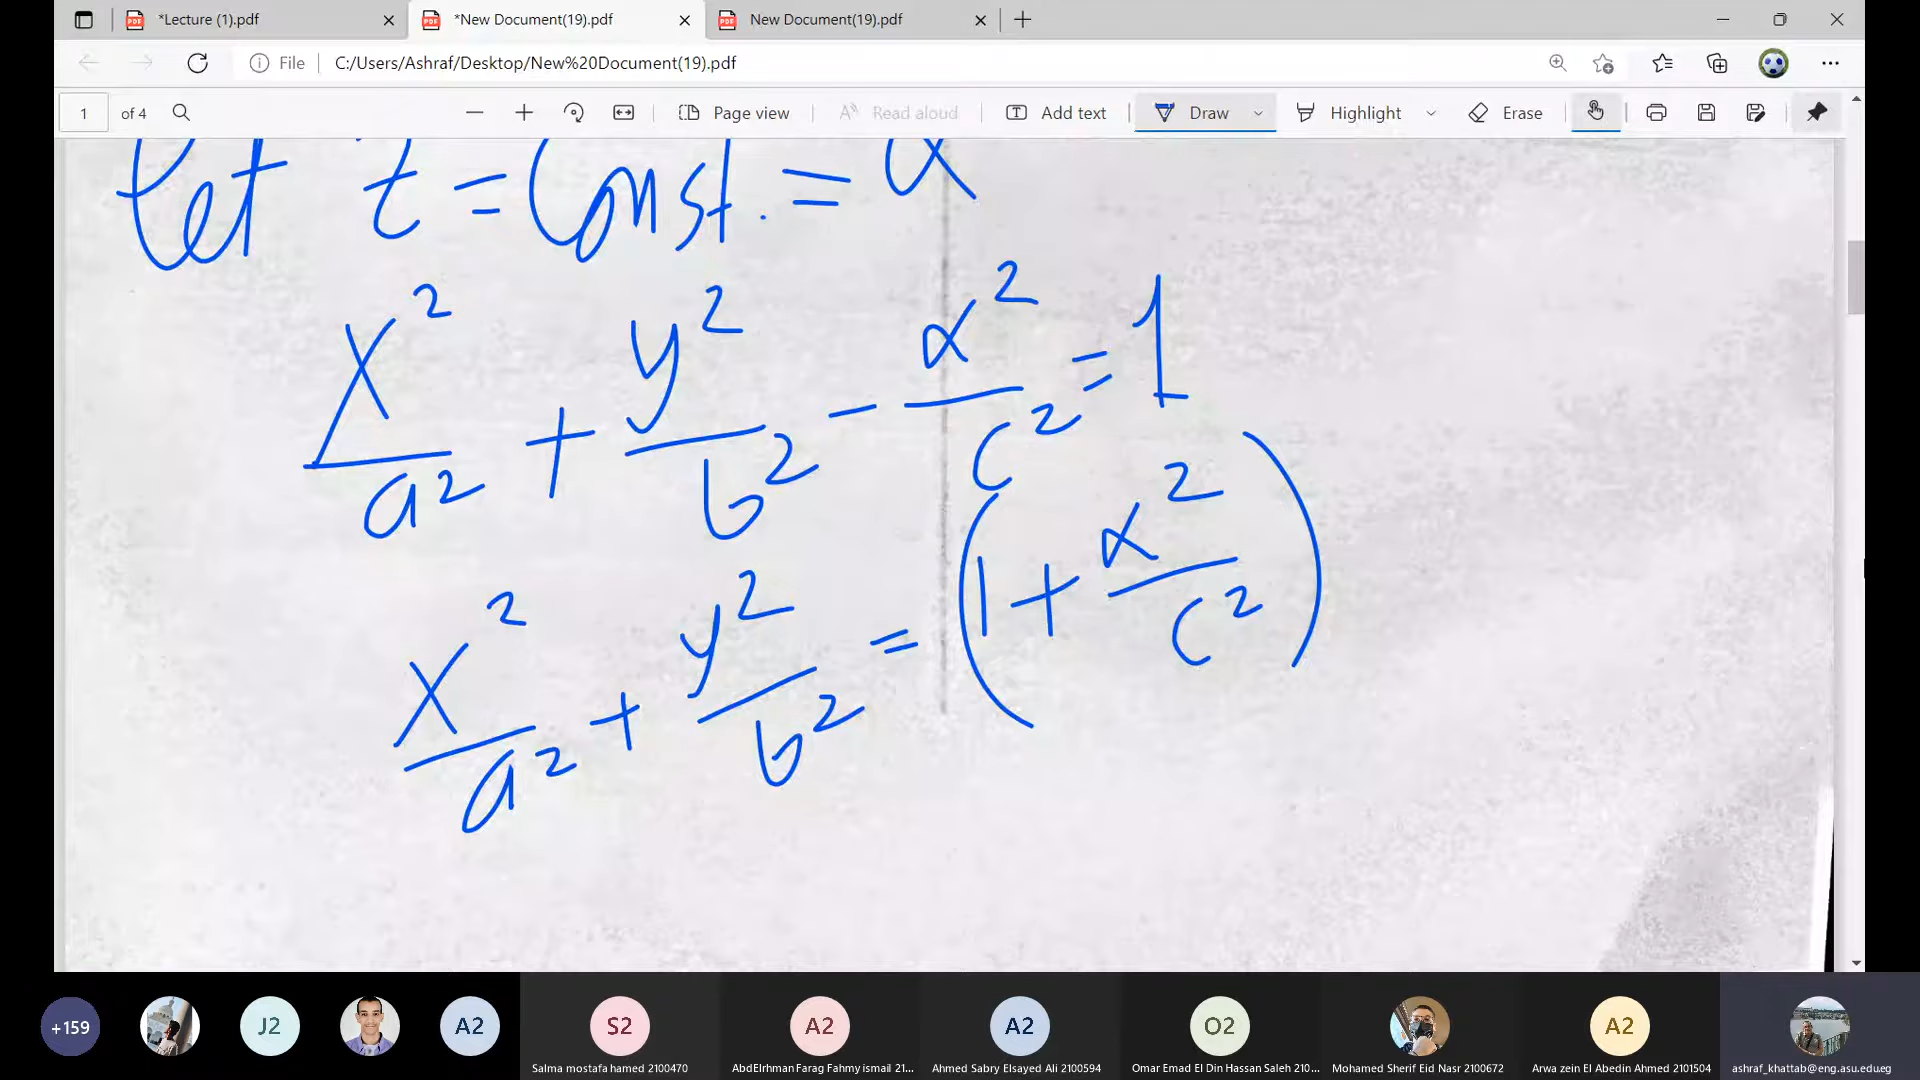 *Lecture (1).pdf
*New Document(19).pdf
New Document(19).pdf
File
C:/Users/Ashraf/Desktop/New%20Document(19).pdf
1 of 4
Page view
Read aloud
Add text
Draw
Highlight
Erase
Let z = Const. = α
x²/a² + y²/b² - α²/c² = 1
x²/a² + y²/b² = (1 + α²/c²)
+159
J2
A2
S2
A2
A2
O2
A2
Salma mostafa hamed 2100470
AbdElrhman Farag Fahmy ismail 21...
Ahmed Sabry Elsayed Ali 2100594
Omar Emad El Din Hassan Saleh 210...
Mohamed Sherif Eid Nasr 2100672
Arwa zein El Abedin Ahmed 2101504
ashraf_khattab@eng.asu.edu.eg